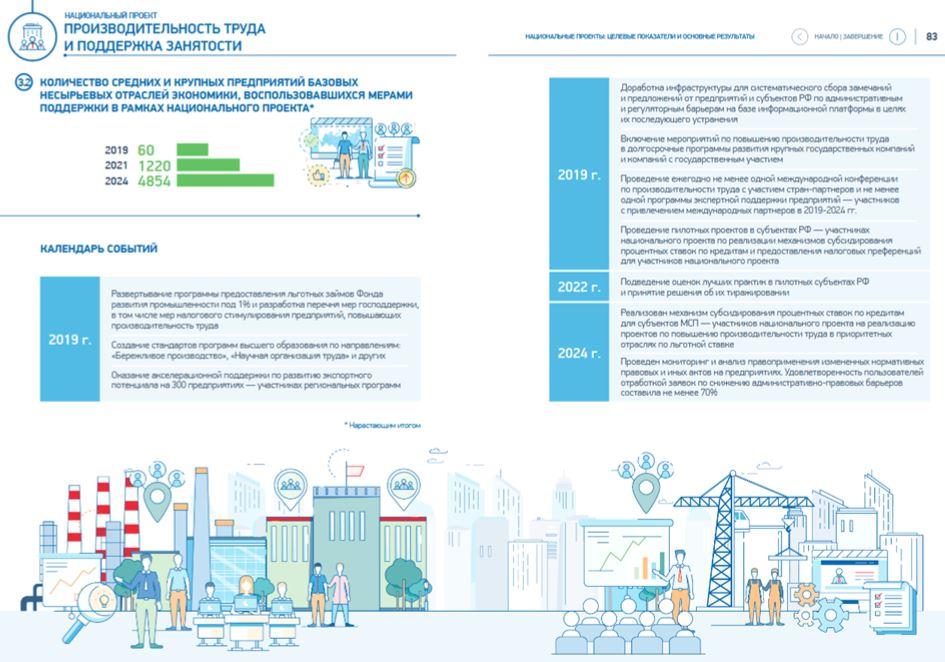 НАЦИОНАЛЬНЫЙ ПРОЕКТ
ПРОИЗВОДИТЕЛЬНОСТЬ ТРУДА
И ПОДДЕРЖКА ЗАНЯТОСТИ
3.2 КОЛИЧЕСТВО СРЕДНИХ И КРУПНЫХ ПРЕДПРИЯТИЙ БАЗОВЫХ
НЕСЫРЬЕВЫХ ОТРАСЛЕЙ ЭКОНОМИКИ, ВОСПОЛЬЗОВАВШИХСЯ МЕРАМИ
ПОДДЕРЖКИ В РАМКАХ НАЦИОНАЛЬНОГО ПРОЕКТА*
2019 60
2021 1220
2024 4854
КАЛЕНДАРЬ СОБЫТИЙ
2019 г.
Развертывание программы предоставления льготных займов Фонда
развития промышленности под 1% и разработка перечня мер господдержки,
в том числе мер налогового стимулирования предприятий, повышающих
производительность труда
Создание стандартов программ высшего образования по направлениям:
«Бережливое производство», «Научная организация труда» и других
Оказание акселерационной поддержки по развитию экспортного
потенциала на 300 предприятиях — участниках региональных программ
* Нарастающим итогом
НАЦИОНАЛЬНЫЕ ПРОЕКТЫ: ЦЕЛЕВЫЕ ПОКАЗАТЕЛИ И ОСНОВНЫЕ РЕЗУЛЬТАТЫ
НАЧАЛО | ЗАВЕРШЕНИЕ
83
2019 г.
Доработка инфраструктуры для систематического сбора замечаний
и предложений от предприятий и субъектов РФ по административным
и регуляторным барьерам на базе информационной платформы в целях
их последующего устранения
Включение мероприятий по повышению производительности труда
в долгосрочные программы развития крупных государственных компаний
и компаний с государственным участием
Проведение ежегодно не менее одной международной конференции
по производительности труда с участием стран-партнеров и не менее
одной программы экспертной поддержки предприятий — участников
с привлечением международных партнеров в 2019-2024 гг.
Проведение пилотных проектов в субъектах РФ — участниках
национального проекта по реализации механизмов субсидирования
процентных ставок по кредитам и предоставления налоговых преференций
для участников национального проекта
2022 г.
Подведение оценок лучших практик в пилотных субъектах РФ
и принятие решения об их тиражировании
2024 г.
Реализован механизм субсидирования процентных ставок по кредитам
для субъектов МСП — участников национального проекта на реализацию
проектов по повышению производительности труда в приоритетных
отраслях по льготной ставке
Проведен мониторинг и анализ правоприменения измененных нормативных
правовых и иных актов на предприятиях. Удовлетворенность пользователей
отработкой заявок по снижению административно-правовых барьеров
составила не менее 70%